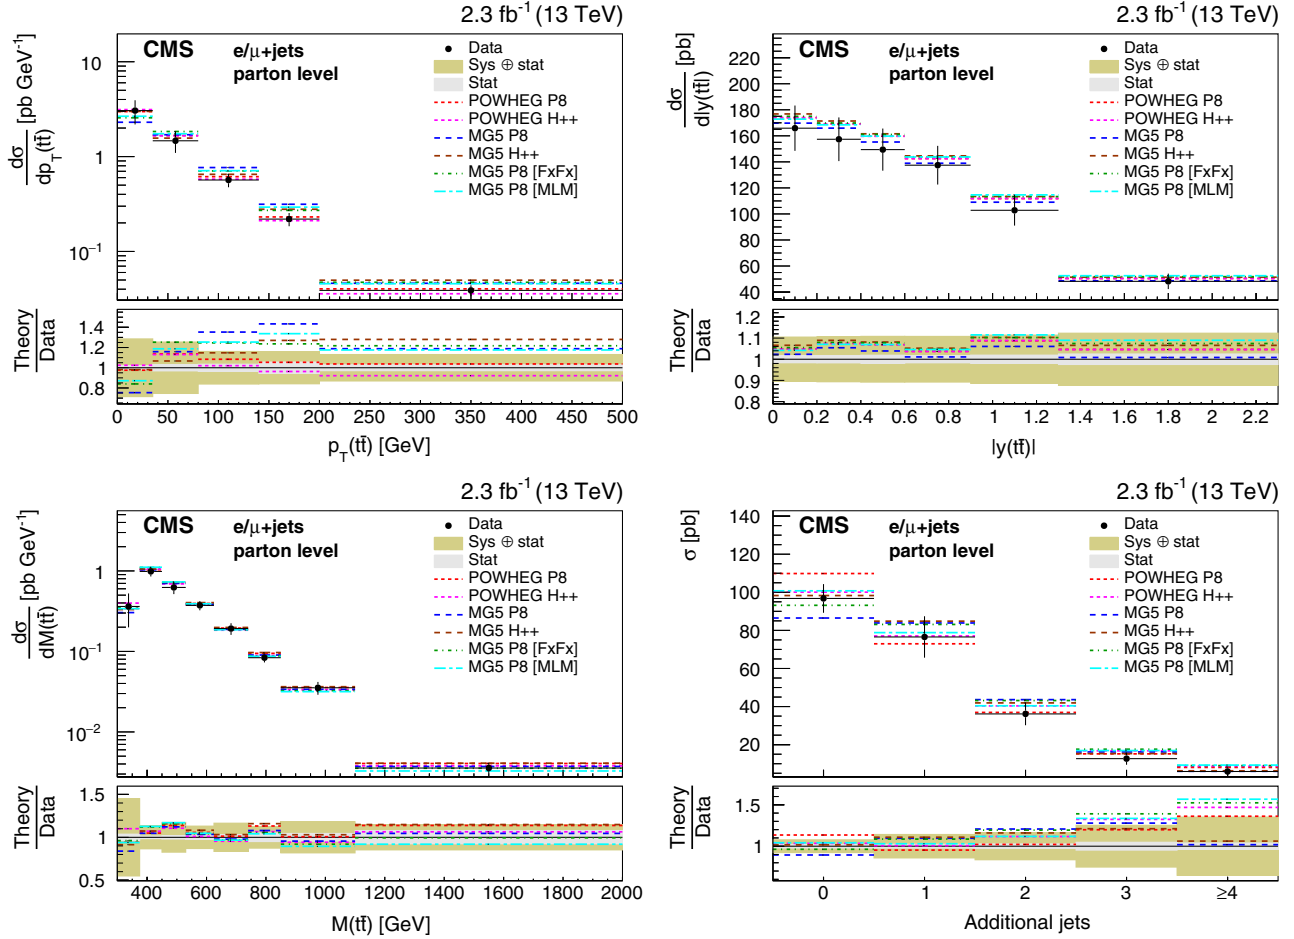 2.3 fb⁻¹ (13 TeV)
CMS
e/μ+jets
parton level
Data
Sys ⊕ stat
Stat
POWHEG P8
POWHEG H++
MG5 P8
MG5 H++
MG5 P8 [FxFx]
MG5 P8 [MLM]
dσ/dp_T(tt̄) [pb GeV⁻¹]
10
1
10⁻¹
Theory/Data
1.4
1.2
1
0.8
0 50 100 150 200 250 300 350 400 450 500
p_T(tt̄) [GeV]
2.3 fb⁻¹ (13 TeV)
CMS
e/μ+jets
parton level
Data
Sys ⊕ stat
Stat
POWHEG P8
POWHEG H++
MG5 P8
MG5 H++
MG5 P8 [FxFx]
MG5 P8 [MLM]
dσ/d|y(tt̄)| [pb]
220
200
180
160
140
120
100
80
60
40
Theory/Data
1.2
1.1
1
0.9
0.8
0 0.2 0.4 0.6 0.8 1 1.2 1.4 1.6 1.8 2 2.2
|y(tt̄)|
2.3 fb⁻¹ (13 TeV)
CMS
e/μ+jets
parton level
Data
Sys ⊕ stat
Stat
POWHEG P8
POWHEG H++
MG5 P8
MG5 H++
MG5 P8 [FxFx]
MG5 P8 [MLM]
dσ/dM(tt̄) [pb GeV⁻¹]
1
10⁻¹
10⁻²
Theory/Data
1.5
1
0.5
400 600 800 1000 1200 1400 1600 1800 2000
M(tt̄) [GeV]
2.3 fb⁻¹ (13 TeV)
CMS
e/μ+jets
parton level
Data
Sys ⊕ stat
Stat
POWHEG P8
POWHEG H++
MG5 P8
MG5 H++
MG5 P8 [FxFx]
MG5 P8 [MLM]
σ [pb]
140
120
100
80
60
40
20
Theory/Data
1.5
1
0 1 2 3 ≥4
Additional jets